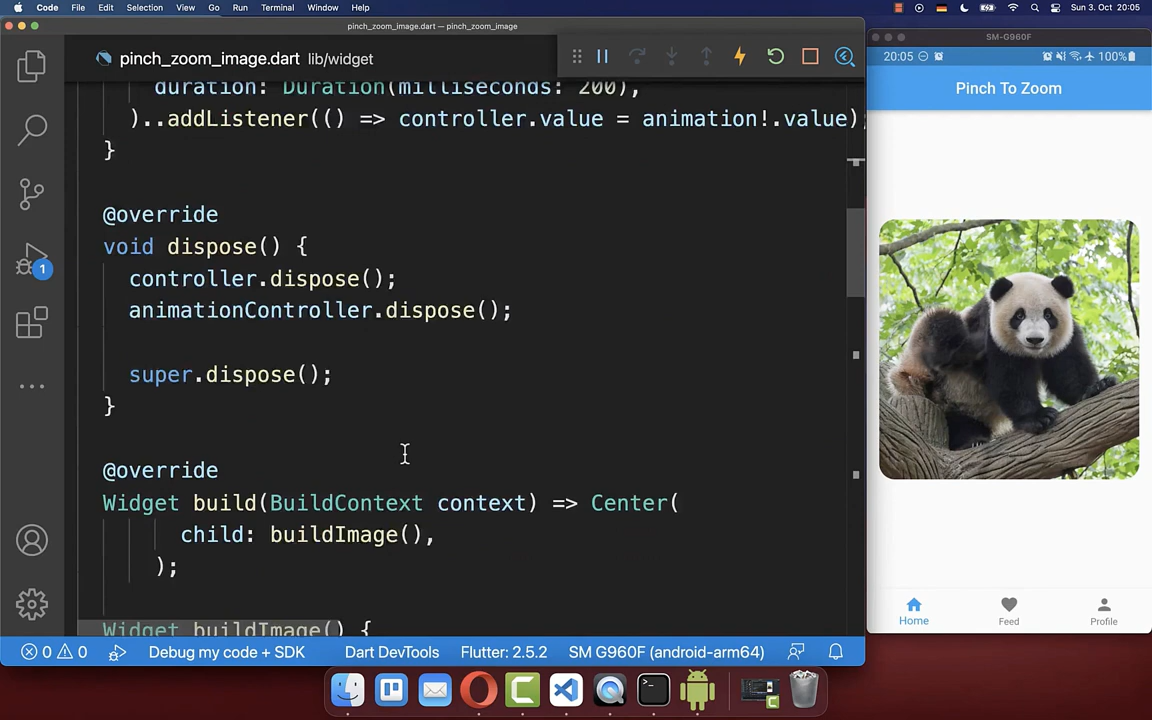 Code File Edit Selection View Go Run Terminal Window Help Sun 3. Oct 20:05
pinch_zoom_image.dart — pinch_zoom_image
SM-G960F
pinch_zoom_image.dart lib/widget
20:05 100%
Pinch To Zoom
duration: Duration(milliseconds: 200),
)..addListener(() => controller.value = animation!.value);
}
@override
void dispose() {
controller.dispose();
animationController.dispose();
super.dispose();
}
@override
Widget build(BuildContext context) => Center(
child: buildImage(),
);
Widget buildImage() {
1
Home Feed Profile
0 0 Debug my code + SDK Dart DevTools Flutter: 2.5.2 SM G960F (android-arm64)